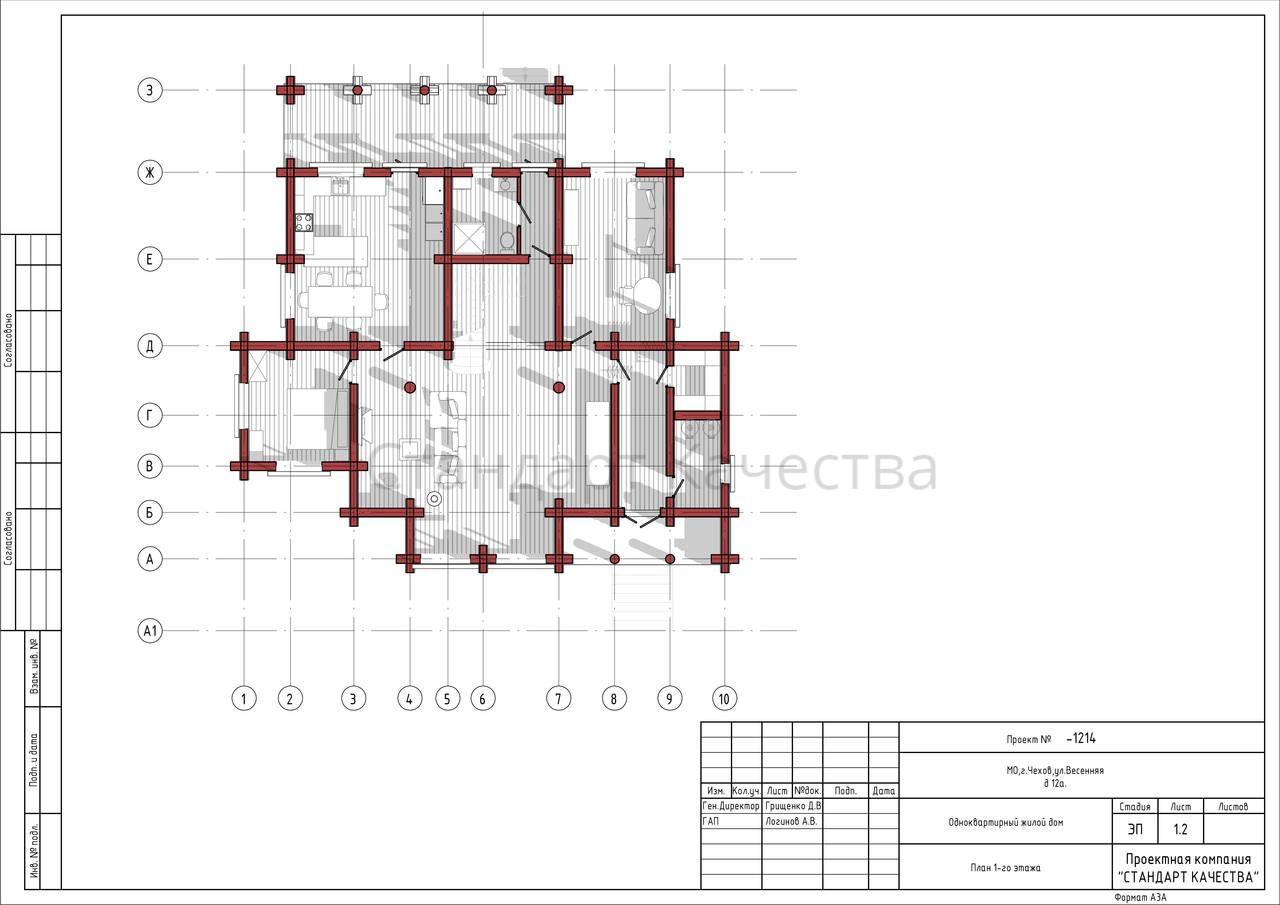 З
Ж
Е
Д
Г
В
Б
А
А1
1 2 3 4 5 6 7 8 9 10
Стандарт Качества
Согласовано
Согласовано
Взам. инв. №
Подп. и дата
Инв. № подл.
Проект № -1214
МО,г.Чехов,ул.Весенняя
д 12а.
Изм. Кол.уч. Лист №док. Подп. Дата
Ген.Директор Грищенко Д.В
ГАП Логинов А.В.
Одноквартирный жилой дом
Стадия Лист Листов
ЭП 1.2
План 1-го этажа
Проектная компания
"СТАНДАРТ КАЧЕСТВА"
Формат А3А